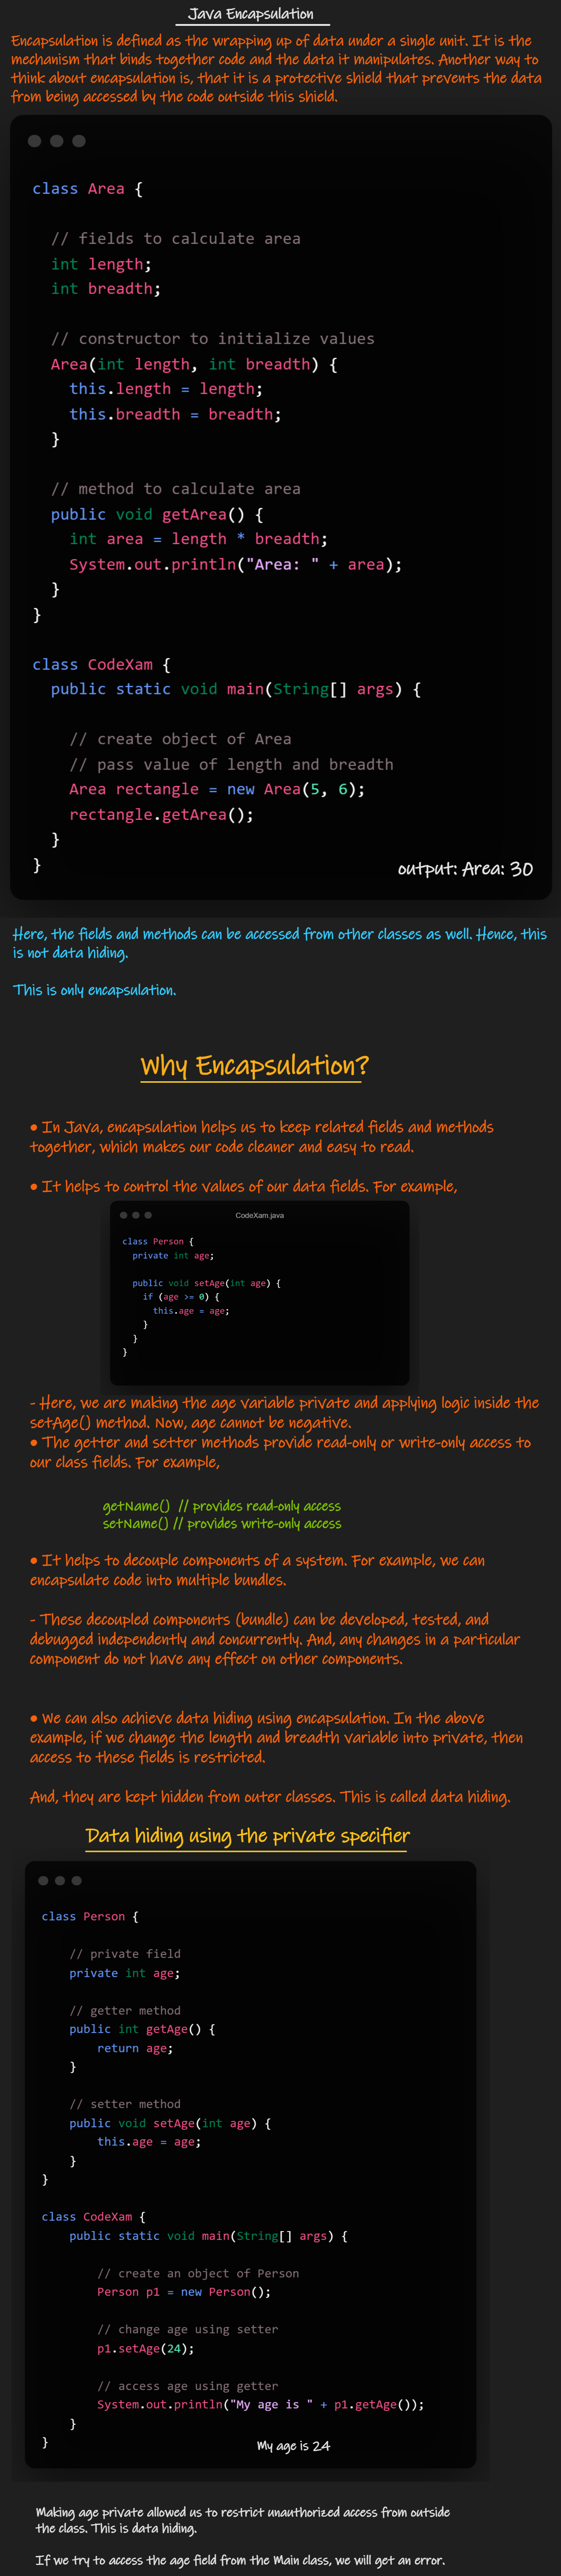 Java Encapsulation
Encapsulation is defined as the wrapping up of data under a single unit. It is the
mechanism that binds together code and the data it manipulates. Another way to
think about encapsulation is, that it is a protective shield that prevents the data
from being accessed by the code outside this shield.
class Area {
// fields to calculate area
int length;
int breadth;
// constructor to initialize values
Area(int length, int breadth) {
this.length = length;
this.breadth = breadth;
}
// method to calculate area
public void getArea() {
int area = length * breadth;
System.out.println("Area: " + area);
}
}
class CodeXam {
public static void main(String[] args) {
// create object of Area
// pass value of length and breadth
Area rectangle = new Area(5, 6);
rectangle.getArea();
}
}
output: Area: 30
Here, the fields and methods can be accessed from other classes as well. Hence, this
is not data hiding.
This is only encapsulation.
Why Encapsulation?
• In Java, encapsulation helps us to keep related fields and methods
together, which makes our code cleaner and easy to read.
• It helps to control the values of our data fields. For example,
CodeXam.java
class Person {
private int age;
public void setAge(int age) {
if (age >= 0) {
this.age = age;
}
}
}
- Here, we are making the age variable private and applying logic inside the
setAge() method. Now, age cannot be negative.
• The getter and setter methods provide read-only or write-only access to
our class fields. For example,
getName() // provides read-only access
setName() // provides write-only access
• It helps to decouple components of a system. For example, we can
encapsulate code into multiple bundles.
- These decoupled components (bundle) can be developed, tested, and
debugged independently and concurrently. And, any changes in a particular
component do not have any effect on other components.
• We can also achieve data hiding using encapsulation. In the above
example, if we change the length and breadth variable into private, then
access to these fields is restricted.
And, they are kept hidden from outer classes. This is called data hiding.
Data hiding using the private specifier
class Person {
// private field
private int age;
// getter method
public int getAge() {
return age;
}
// setter method
public void setAge(int age) {
this.age = age;
}
}
class CodeXam {
public static void main(String[] args) {
// create an object of Person
Person p1 = new Person();
// change age using setter
p1.setAge(24);
// access age using getter
System.out.println("My age is " + p1.getAge());
}
}
My age is 24
Making age private allowed us to restrict unauthorized access from outside
the class. This is data hiding.
If we try to access the age field from the Main class, we will get an error.